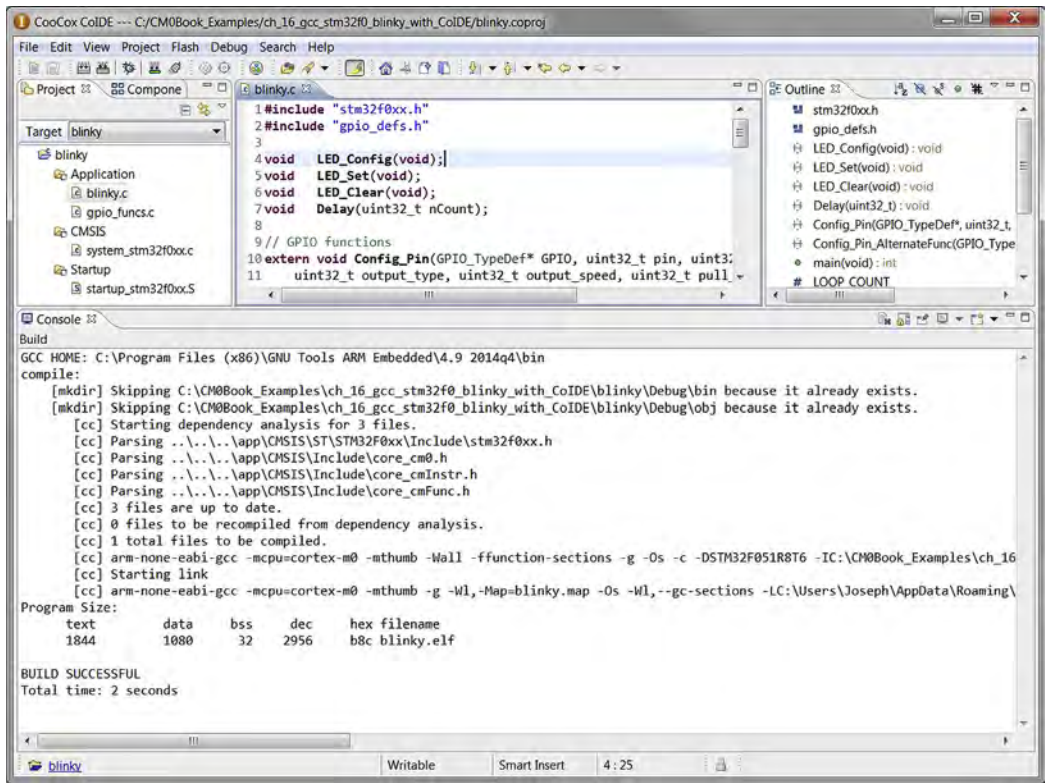 CooCox CoIDE --- C:/CM0Book_Examples/ch_16_gcc_stm32f0_blinky_with_CoIDE/blinky.coproj
File Edit View Project Flash Debug Search Help
Project
Compone
Target blinky
blinky
Application
blinky.c
gpio_funcs.c
CMSIS
system_stm32f0xx.c
Startup
startup_stm32f0xx.S
blinky.c
1 #include "stm32f0xx.h"
2 #include "gpio_defs.h"
3
4 void LED_Config(void);
5 void LED_Set(void);
6 void LED_Clear(void);
7 void Delay(uint32_t nCount);
8
9 // GPIO functions
10 extern void Config_Pin(GPIO_TypeDef* GPIO, uint32_t pin, uint32
11 uint32_t output_type, uint32_t output_speed, uint32_t pull_
Outline
stm32f0xx.h
gpio_defs.h
LED_Config(void) : void
LED_Set(void) : void
LED_Clear(void) : void
Delay(uint32_t) : void
Config_Pin(GPIO_TypeDef*, uint32_t,
Config_Pin_AlternateFunc(GPIO_Type
main(void) : int
# LOOP COUNT
Console
Build
GCC HOME: C:\Program Files (x86)\GNU Tools ARM Embedded\4.9 2014q4\bin
compile:
[mkdir] Skipping C:\CM0Book_Examples\ch_16_gcc_stm32f0_blinky_with_CoIDE\blinky\Debug\bin because it already exists.
[mkdir] Skipping C:\CM0Book_Examples\ch_16_gcc_stm32f0_blinky_with_CoIDE\blinky\Debug\obj because it already exists.
[cc] Starting dependency analysis for 3 files.
[cc] Parsing ..\..\..\app\CMSIS\ST\STM32F0xx\Include\stm32f0xx.h
[cc] Parsing ..\..\..\app\CMSIS\Include\core_cm0.h
[cc] Parsing ..\..\..\app\CMSIS\Include\core_cmInstr.h
[cc] Parsing ..\..\..\app\CMSIS\Include\core_cmFunc.h
[cc] 3 files are up to date.
[cc] 0 files to be recompiled from dependency analysis.
[cc] 1 total files to be compiled.
[cc] arm-none-eabi-gcc -mcpu=cortex-m0 -mthumb -Wall -ffunction-sections -g -Os -c -DSTM32F051R8T6 -IC:\CM0Book_Examples\ch_16
[cc] Starting link
[cc] arm-none-eabi-gcc -mcpu=cortex-m0 -mthumb -g -Wl,-Map=blinky.map -Os -Wl,--gc-sections -LC:\Users\Joseph\AppData\Roaming\
Program Size:
text data bss dec hex filename
1844 1080 32 2956 b8c blinky.elf
BUILD SUCCESSFUL
Total time: 2 seconds
blinky
Writable
Smart Insert
4 : 25